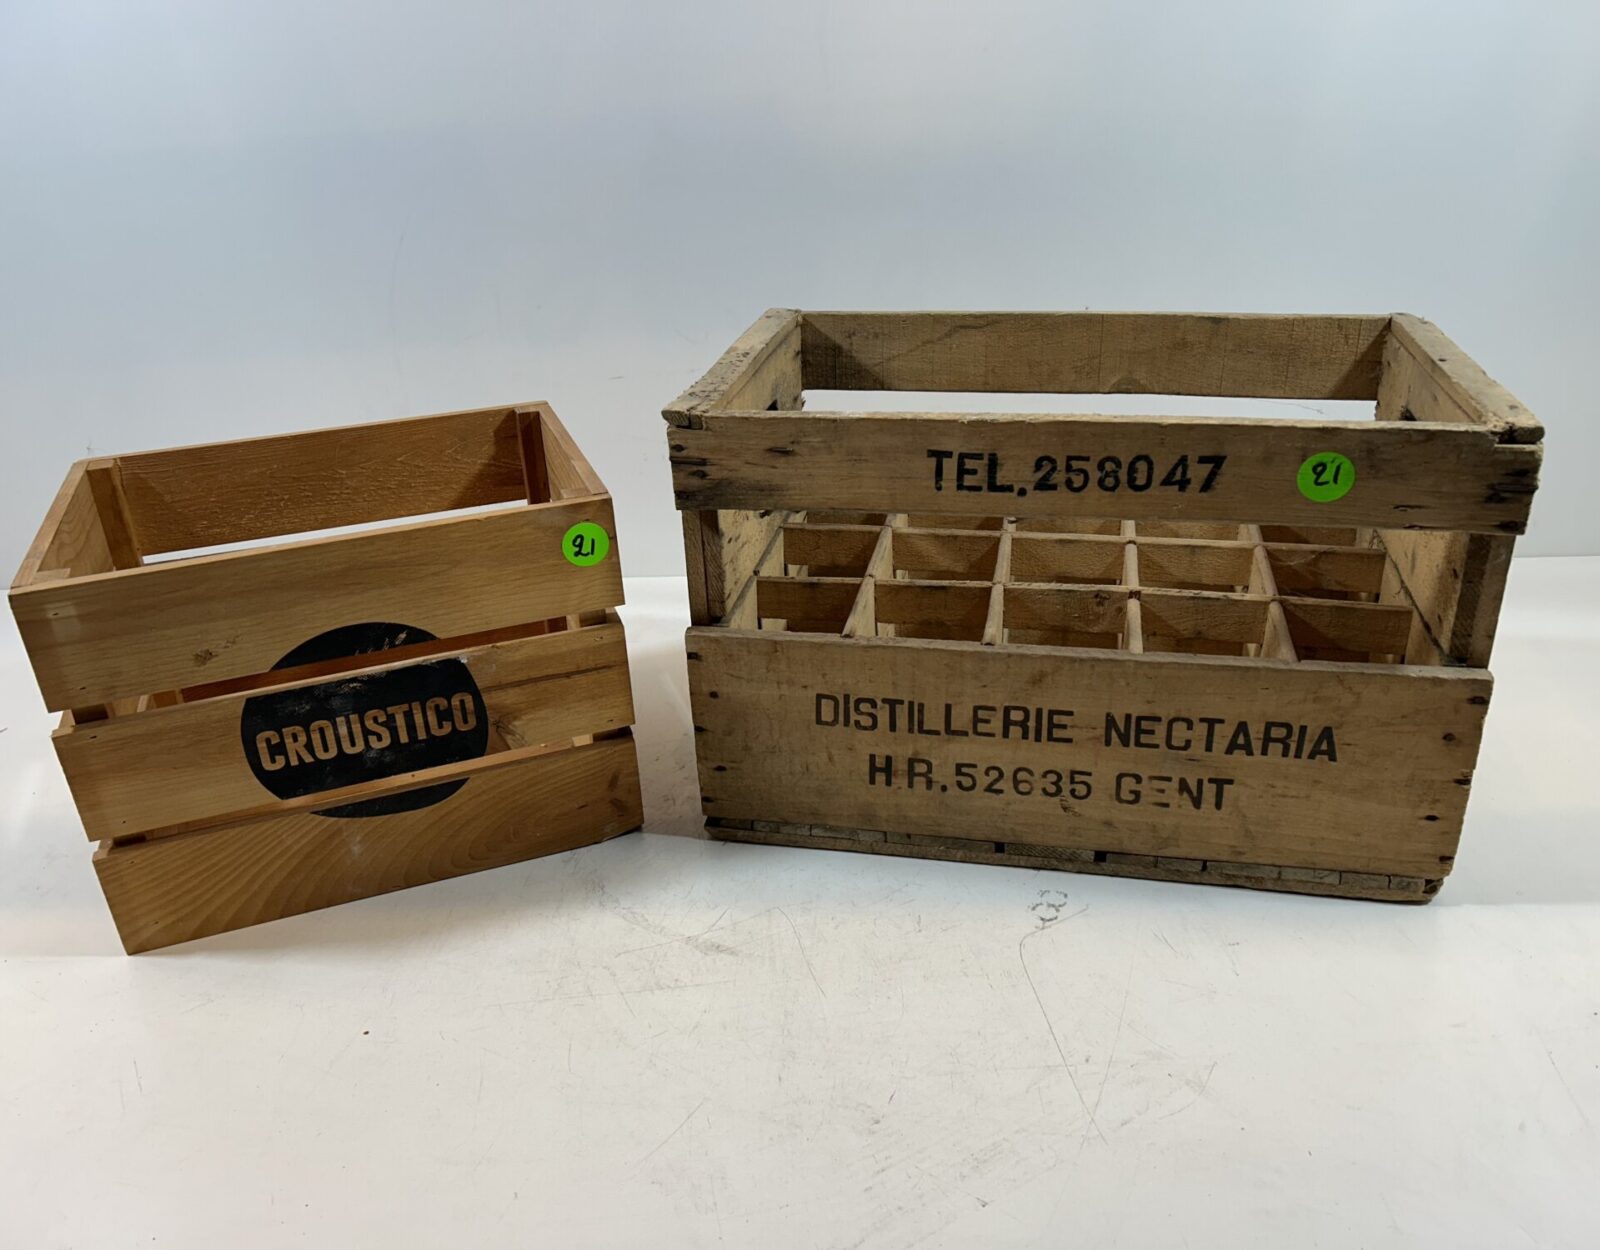 CROUSTICO
21
TEL.258047
21
DISTILLERIE NECTARIA
H.R.52635 GENT